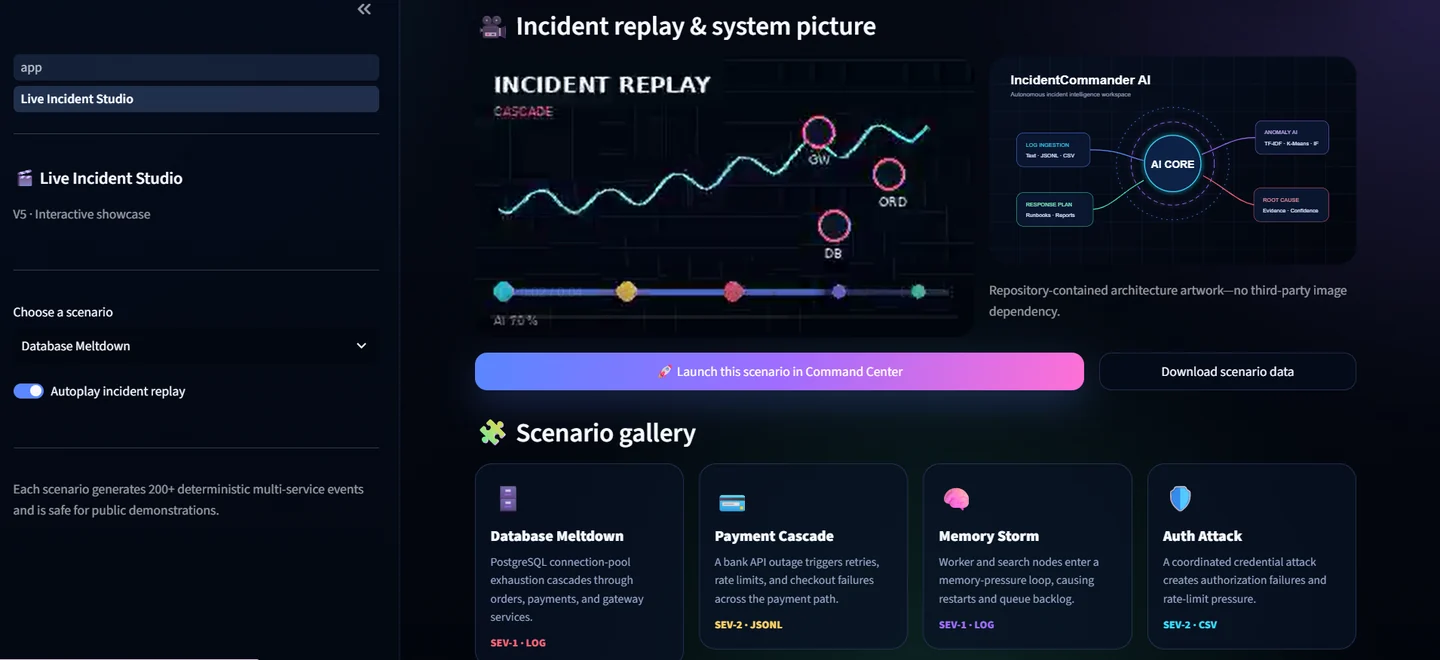 app
Live Incident Studio
Live Incident Studio
V5 · Interactive showcase
Choose a scenario
Database Meltdown
Autoplay incident replay
Each scenario generates 200+ deterministic multi-service events
and is safe for public demonstrations.
Incident replay & system picture
INCIDENT REPLAY
CASCADE
GW
ORD
DB
IncidentCommander AI
Autonomous incident intelligence workspace
LOG INGESTION
Text · JSONL · CSV
ANOMALY AI
TF-IDF · K-Means · IF
AI CORE
RESPONSE PLAN
Runbooks · Reports
ROOT CAUSE
Evidence · Confidence
Repository-contained architecture artwork—no third-party image
dependency.
Launch this scenario in Command Center
Download scenario data
Scenario gallery
Database Meltdown
PostgreSQL connection-pool
exhaustion cascades through
orders, payments, and gateway
services.
SEV-1 · LOG
Payment Cascade
A bank API outage triggers retries,
rate limits, and checkout failures
across the payment path.
SEV-2 · JSONL
Memory Storm
Worker and search nodes enter a
memory-pressure loop, causing
restarts and queue backlog.
SEV-1 · LOG
Auth Attack
A coordinated credential attack
creates authorization failures and
rate-limit pressure.
SEV-2 · CSV